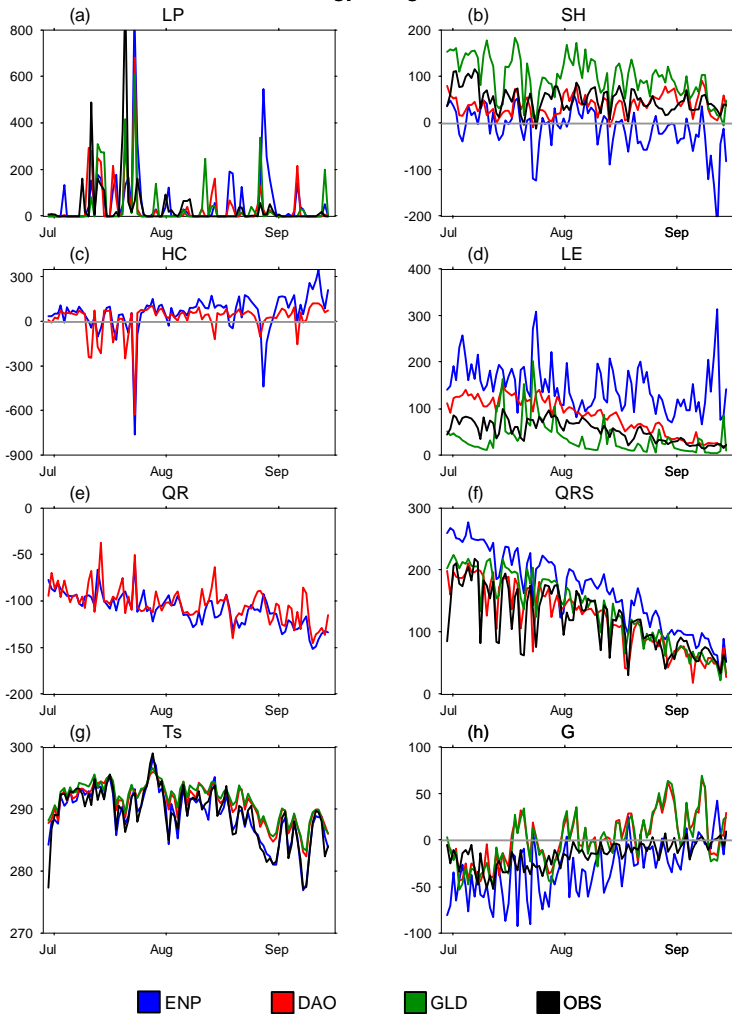 (a) LP
800
600
400
200
0
Jul Aug Sep
(b) SH
200
100
0
-100
-200
Jul Aug Sep
(c) HC
300
0
-300
-600
-900
Jul Aug Sep
(d) LE
400
300
200
100
0
Jul Aug Sep
(e) QR
0
-50
-100
-150
-200
Jul Aug Sep
(f) QRS
300
200
100
0
Jul Aug Sep
(g) Ts
300
290
280
270
Jul Aug Sep
(h) G
100
50
0
-50
-100
Jul Aug Sep
ENP DAO GLD OBS